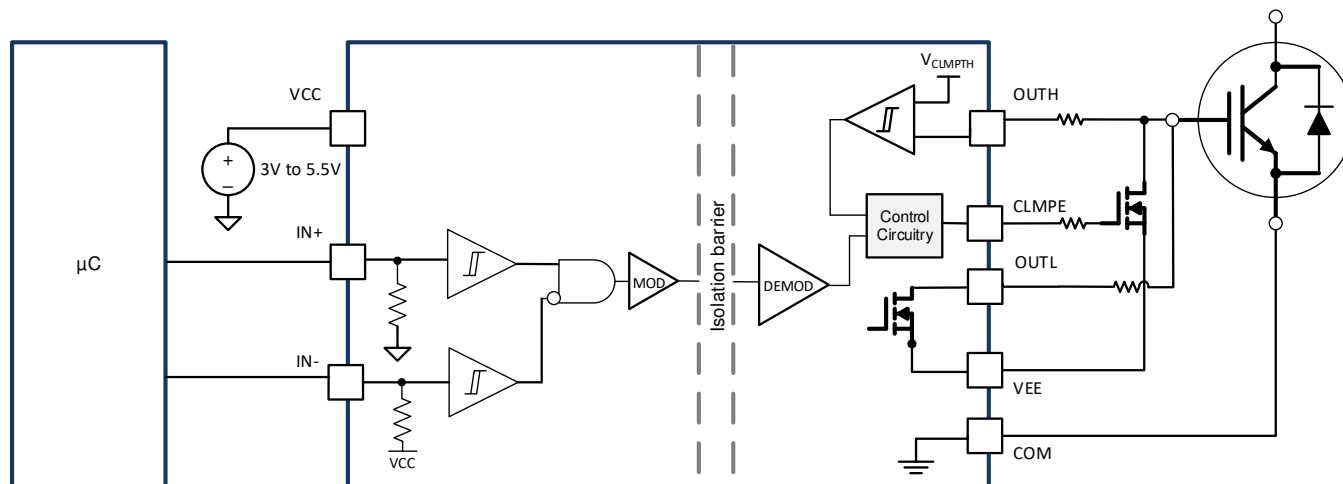 VCC
+
−
3V to 5.5V
µC
IN+
IN-
VCC
MOD
Isolation barrier
DEMOD
VCLMPTH
Control
Circuitry
OUTH
CLMPE
OUTL
VEE
COM